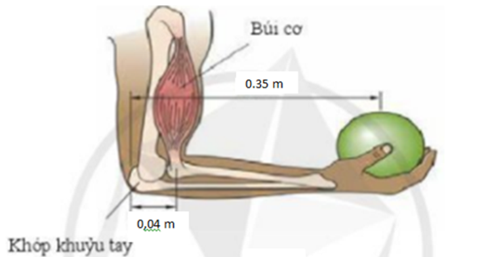 Búi cơ
0.35 m
0,04 m
Khớp khuỷu tay